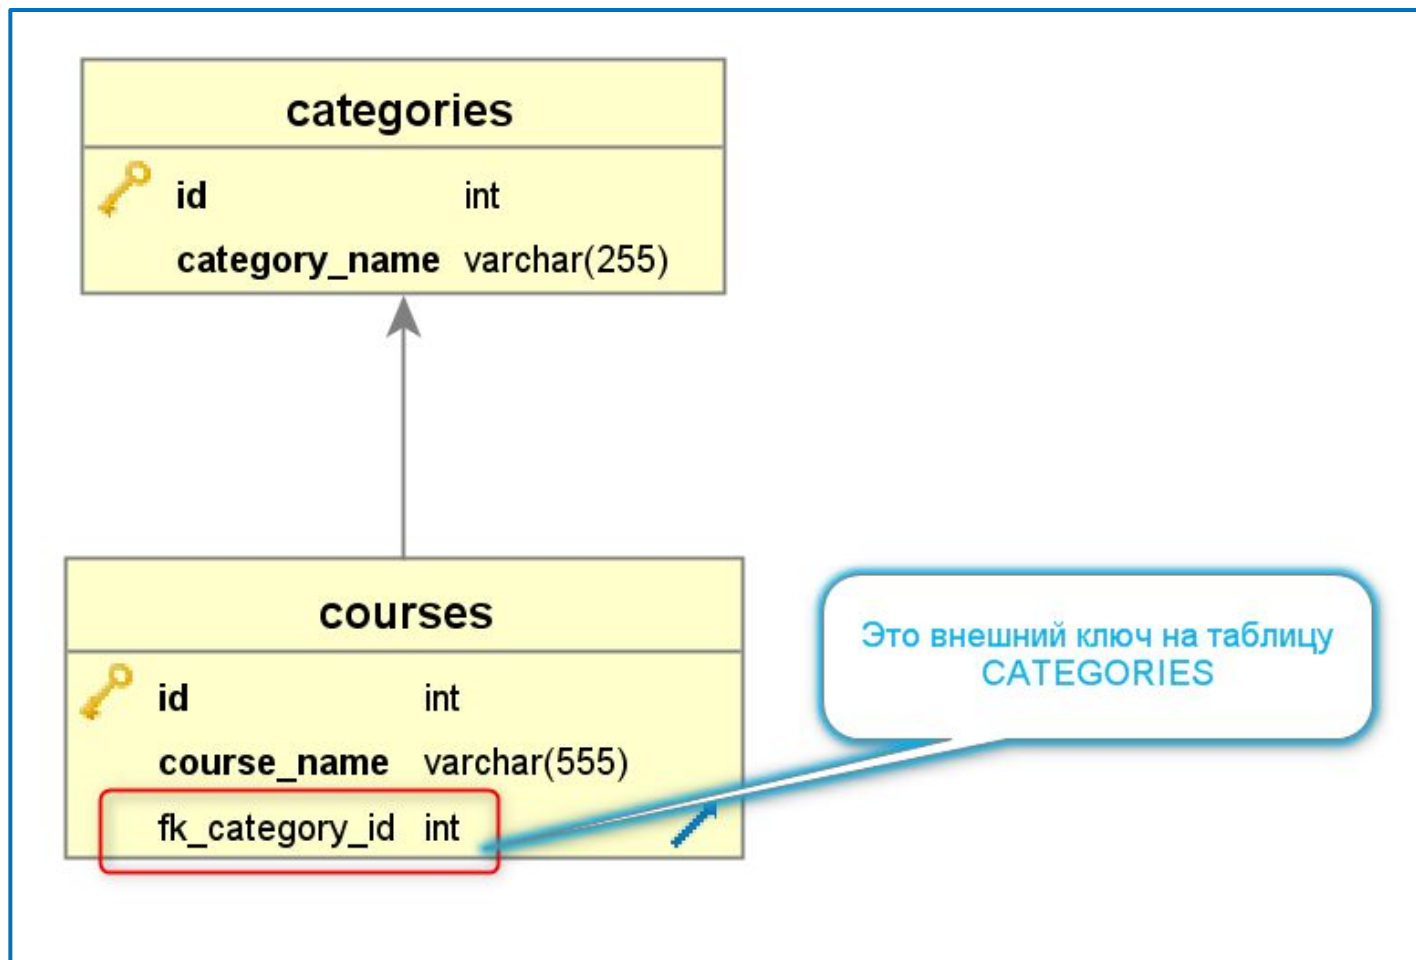 categories
id int
category_name varchar(255)
courses
id int
course_name varchar(555)
fk_category_id int
Это внешний ключ на таблицу
CATEGORIES